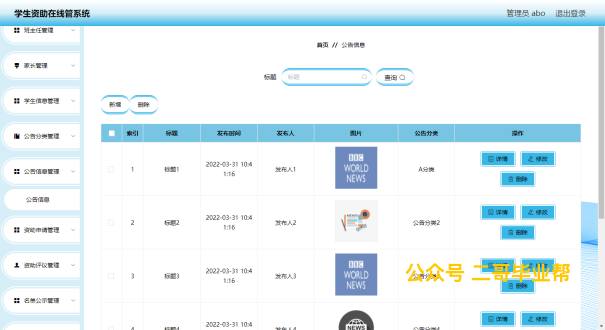 学生资助在线管系统
管理员 abo 退出登录
班主任管理
家长管理
学生信息管理
公告分类管理
公告信息管理
公告信息
资助申请管理
资助评议管理
名单公示管理
首页 // 公告信息
标题 标题 查询
新增 删除
索引 标题 发布时间 发布人 图片 公告分类 操作
1 标题1 2022-03-31 10:4
1:16 发布人1 BBC
WORLD
NEWS A分类 详情 修改
删除
2 标题2 2022-03-31 10:4
1:16 发布人2 公告分类2 详情 修改
删除
3 标题3 2022-03-31 10:4
1:16 发布人3 BBC
WORLD
NEWS 公告分类3 详情 修改
删除
公众号 二哥毕业帮
4 标题4 2022-03-31 10:4 发布人4 NEWS 公告分类4 详情 修改